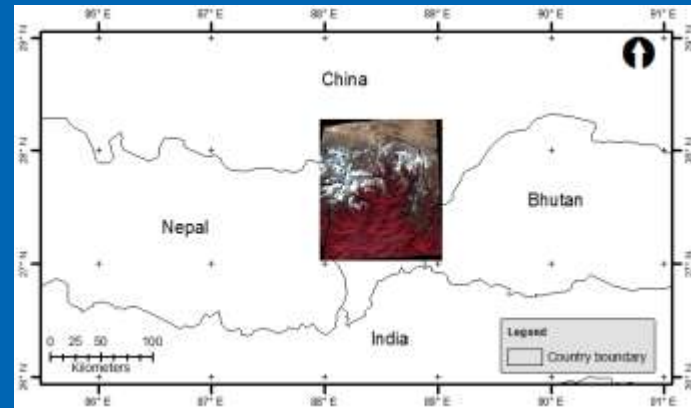 86° E 87° E 88° E 89° E 90° E 91° E
China
Nepal
Bhutan
India
0 25 50 100
Kilometers
Legend
Country boundary
86° E 87° E 88° E 89° E 90° E 91° E